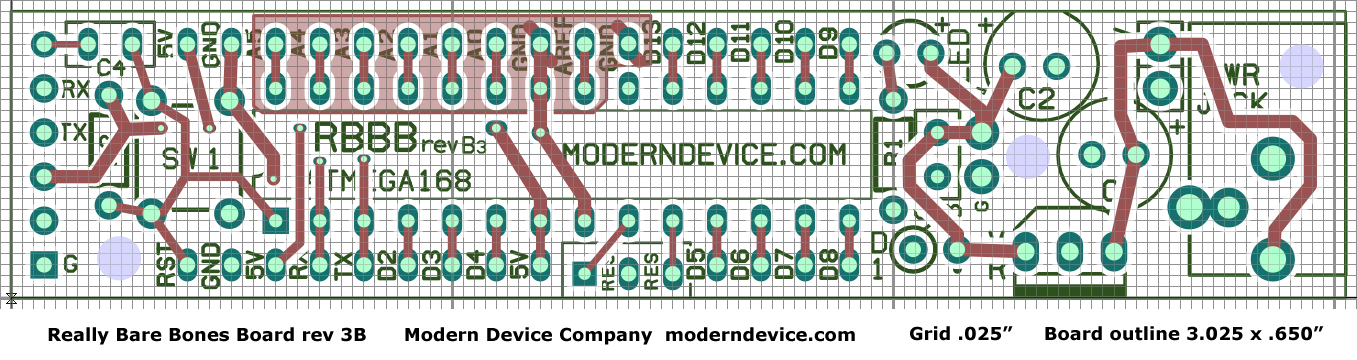 5V GND A5 A4 A3 A2 A1 A0 GND AREF GND D13 D12 D11 D10 D9 LED
+ +
C4
RX
C2
PWR
TX
RBBB revB3
R1
+
SW1
MODERNDEVICE.COM
ATMEGA168
G
G RST GND 5V RX TX D2 D3 D4 5V RES RES D5 D6 D7 D8 D1
Really Bare Bones Board rev 3B Modern Device Company moderndevice.com Grid .025” Board outline 3.025 x .650”